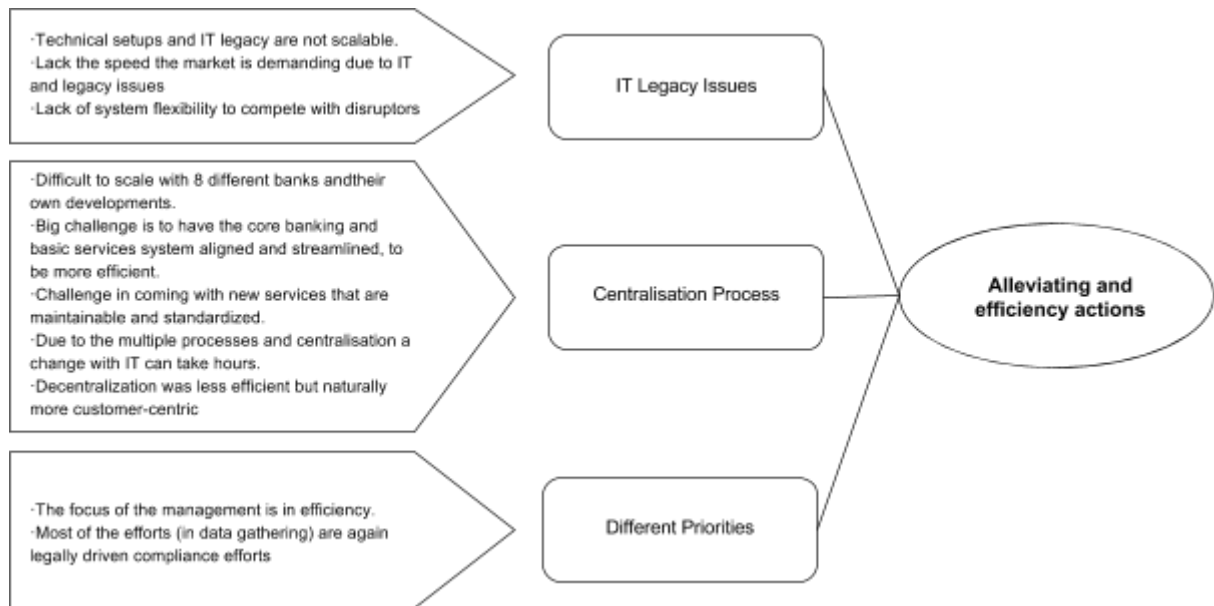 ·Technical setups and IT legacy are not scalable.
·Lack the speed the market is demanding due to IT
and legacy issues
·Lack of system flexibility to compete with disruptors
IT Legacy Issues
·Difficult to scale with 8 different banks andtheir
own developments.
·Big challenge is to have the core banking and
basic services system aligned and streamlined, to
be more efficient.
·Challenge in coming with new services that are
maintainable and standardized.
·Due to the multiple processes and centralisation a
change with IT can take hours.
·Decentralization was less efficient but naturally
more customer-centric
Centralisation Process
Alleviating and
efficiency actions
·The focus of the management is in efficiency.
·Most of the efforts (in data gathering) are again
legally driven compliance efforts
Different Priorities